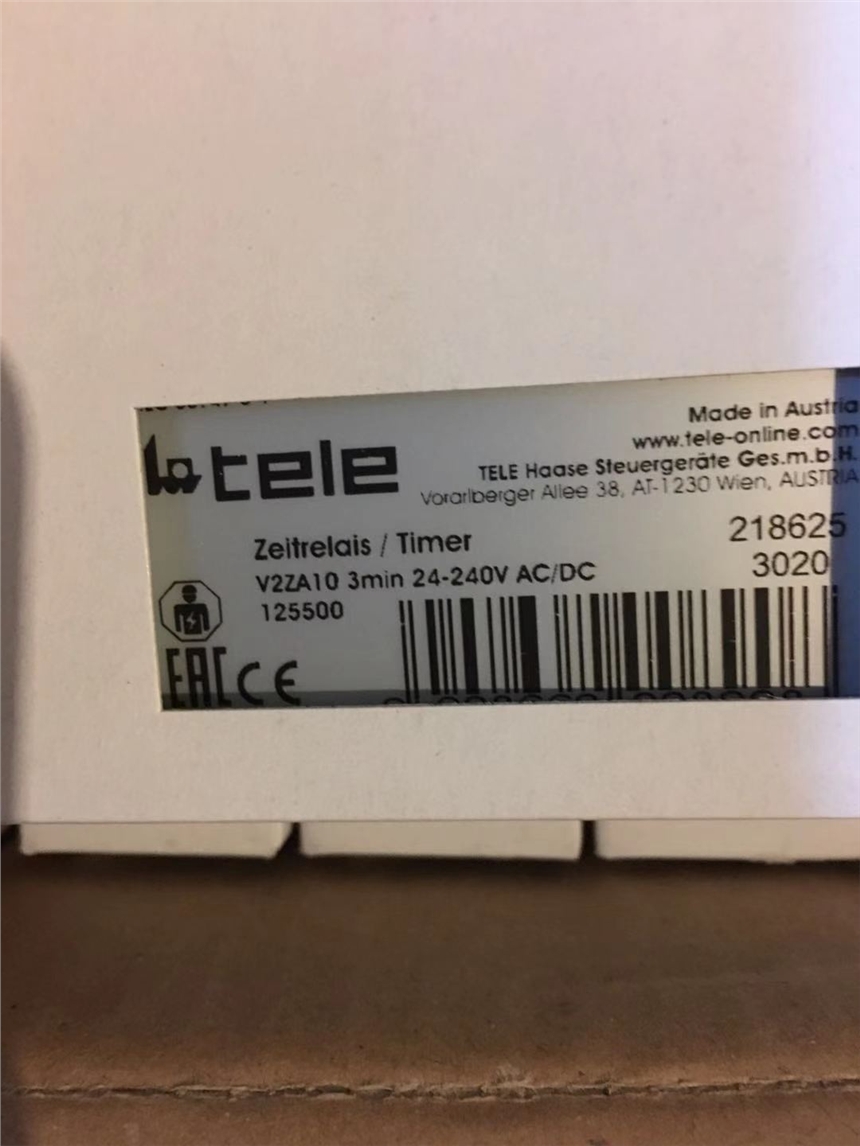 Made in Austria
www.tele-online.com
tele
TELE Haase Steuergeräte Ges.m.b.H.
Vorarlberger Allee 38, AT-1230 Wien, AUSTRIA
Zeitrelais / Timer
218625
V2ZA10 3min 24-240V AC/DC
3020
125500
EAC CE